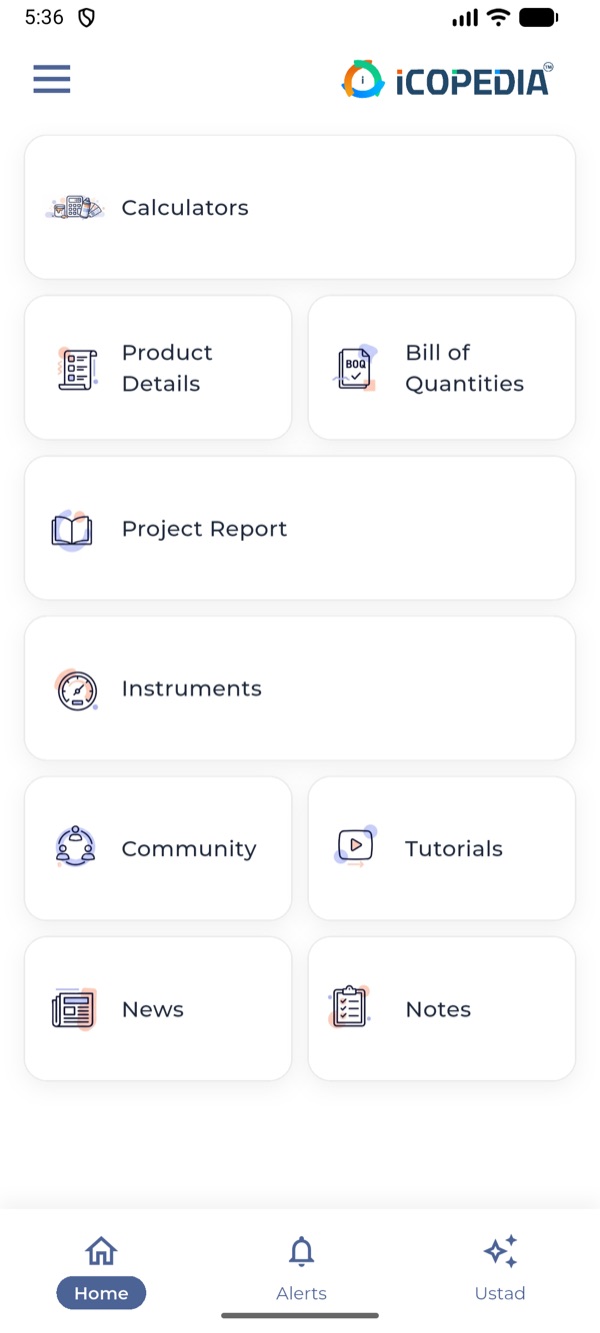 5:36
iCOPEDIA™
Calculators
Product
Details
BOQ
Bill of
Quantities
Project Report
Instruments
Community
Tutorials
News
Notes
Home
Alerts
Ustad